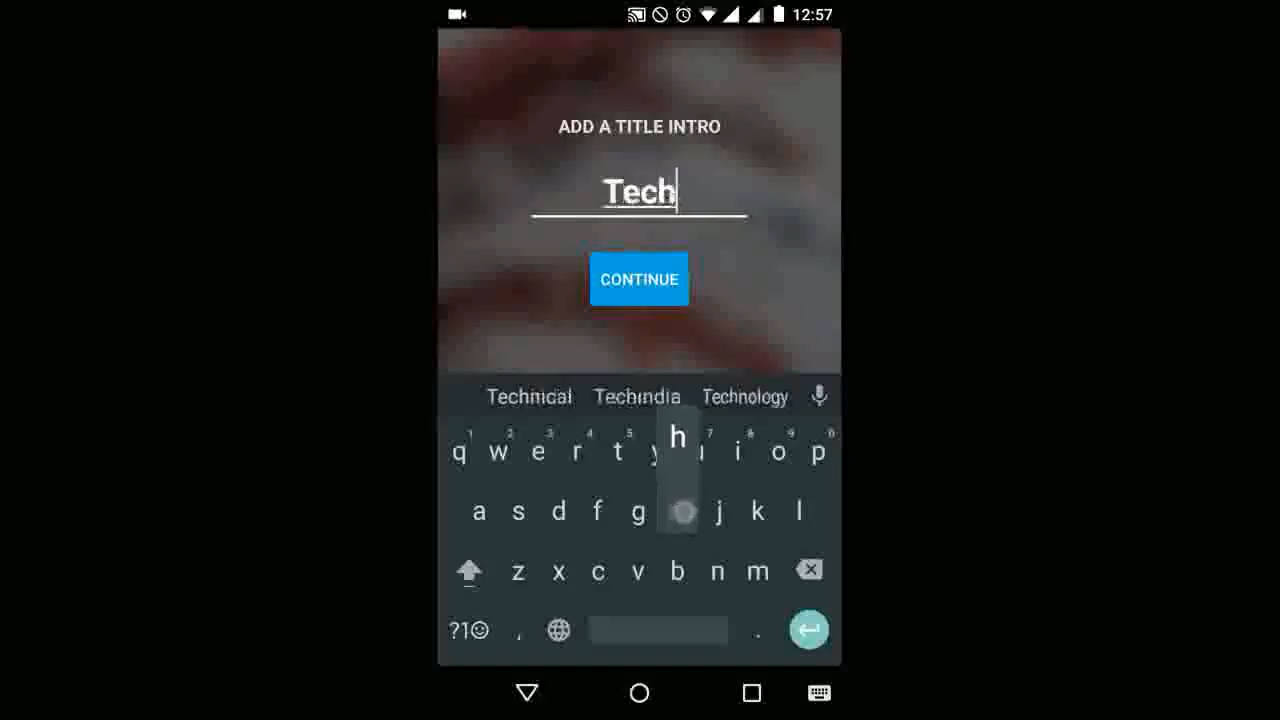 12:57
ADD A TITLE INTRO
Tech
CONTINUE
Technical Techindia Technology
h
1 2 3 4 5 7 8 9 0
q w e r t y u i o p
a s d f g j k l
z x c v b n m
?1☺ , .